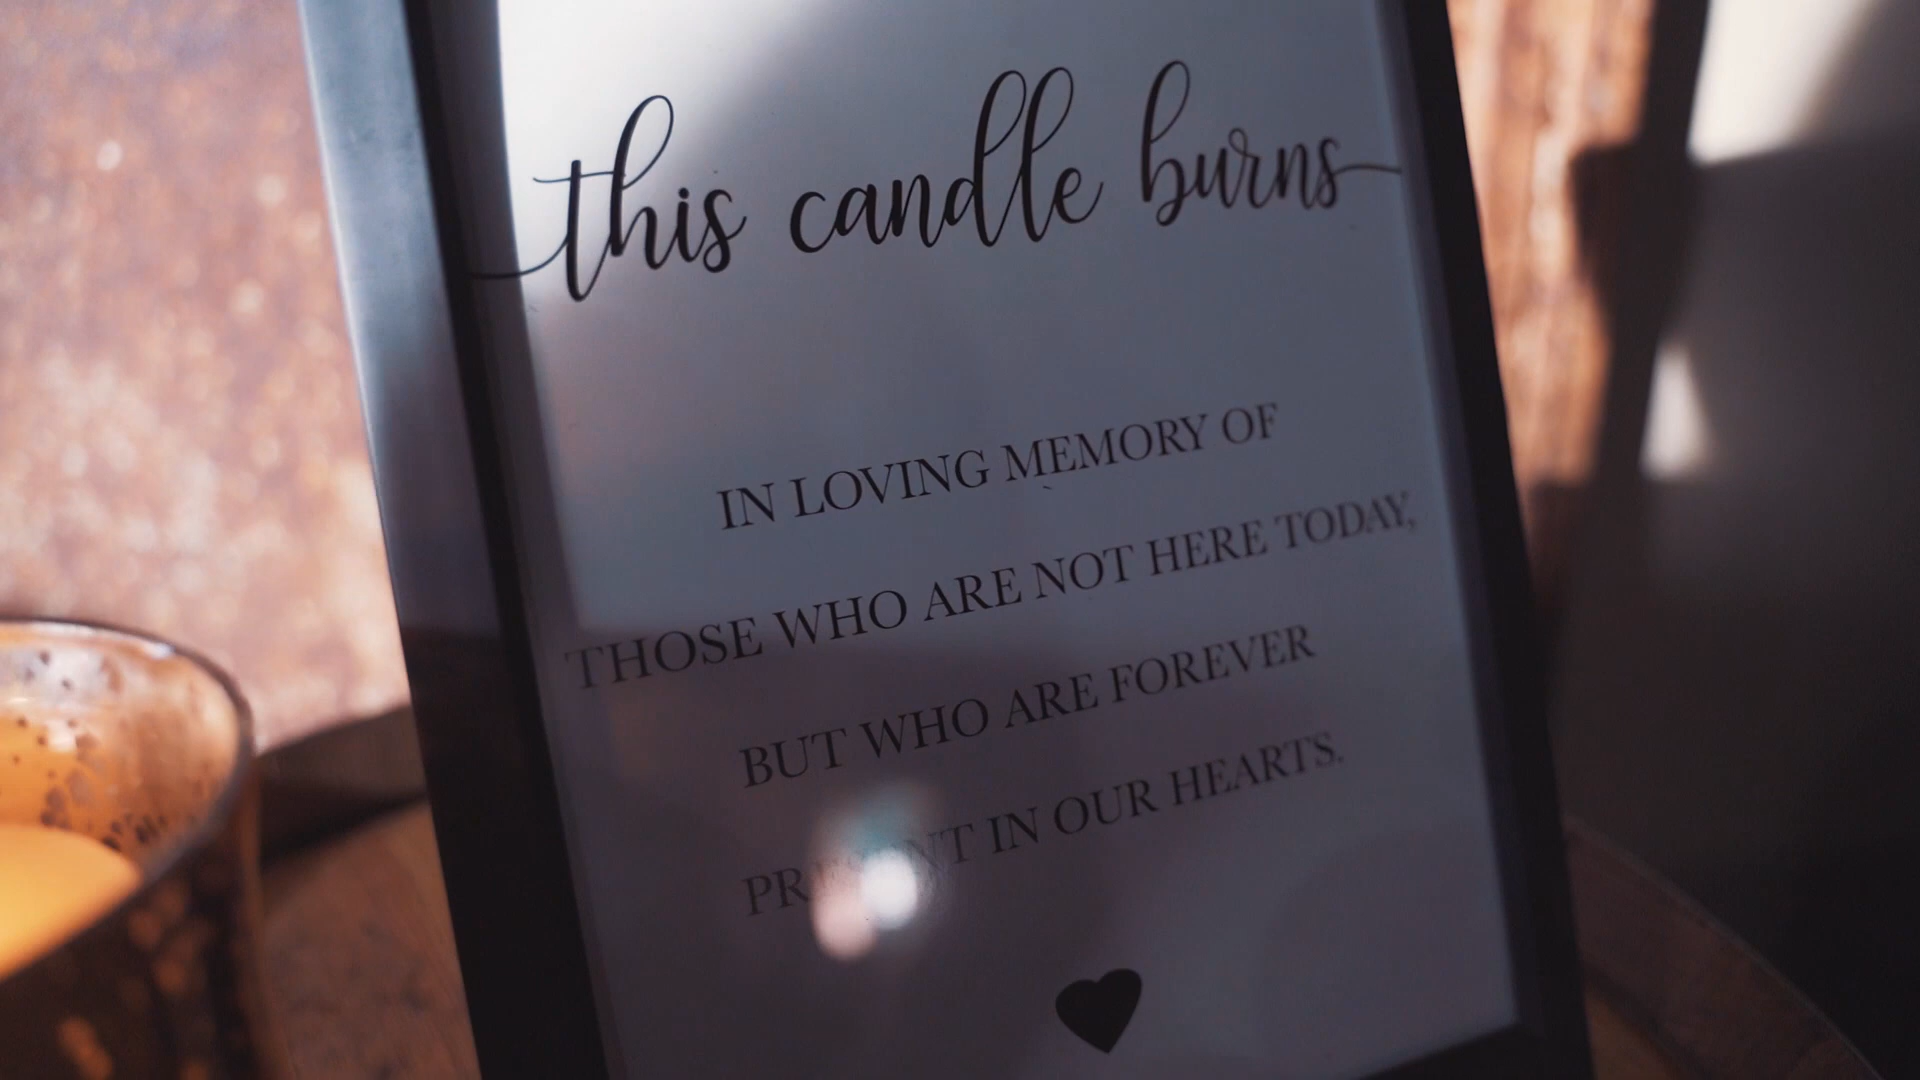 this candle burns
IN LOVING MEMORY OF
THOSE WHO ARE NOT HERE TODAY,
BUT WHO ARE FOREVER
PRESENT IN OUR HEARTS.